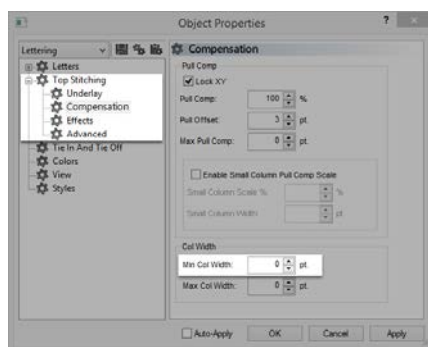 Object Properties ?
Lettering
Letters
Top Stitching
Underlay
Compensation
Effects
Advanced
Tie In And Tie Off
Colors
View
Styles
Compensation
Pull Comp
Lock XY
Pull Comp: 100 %
Pull Offset: 3 pt.
Max Pull Comp: 0 pt.
Enable Small Column Pull Comp Scale
Small Column Scale %: %
Small Column Width: pt
Col Width
Min Col Width: 0 pt.
Max Col Width: 0 pt.
Auto-Apply OK Cancel Apply